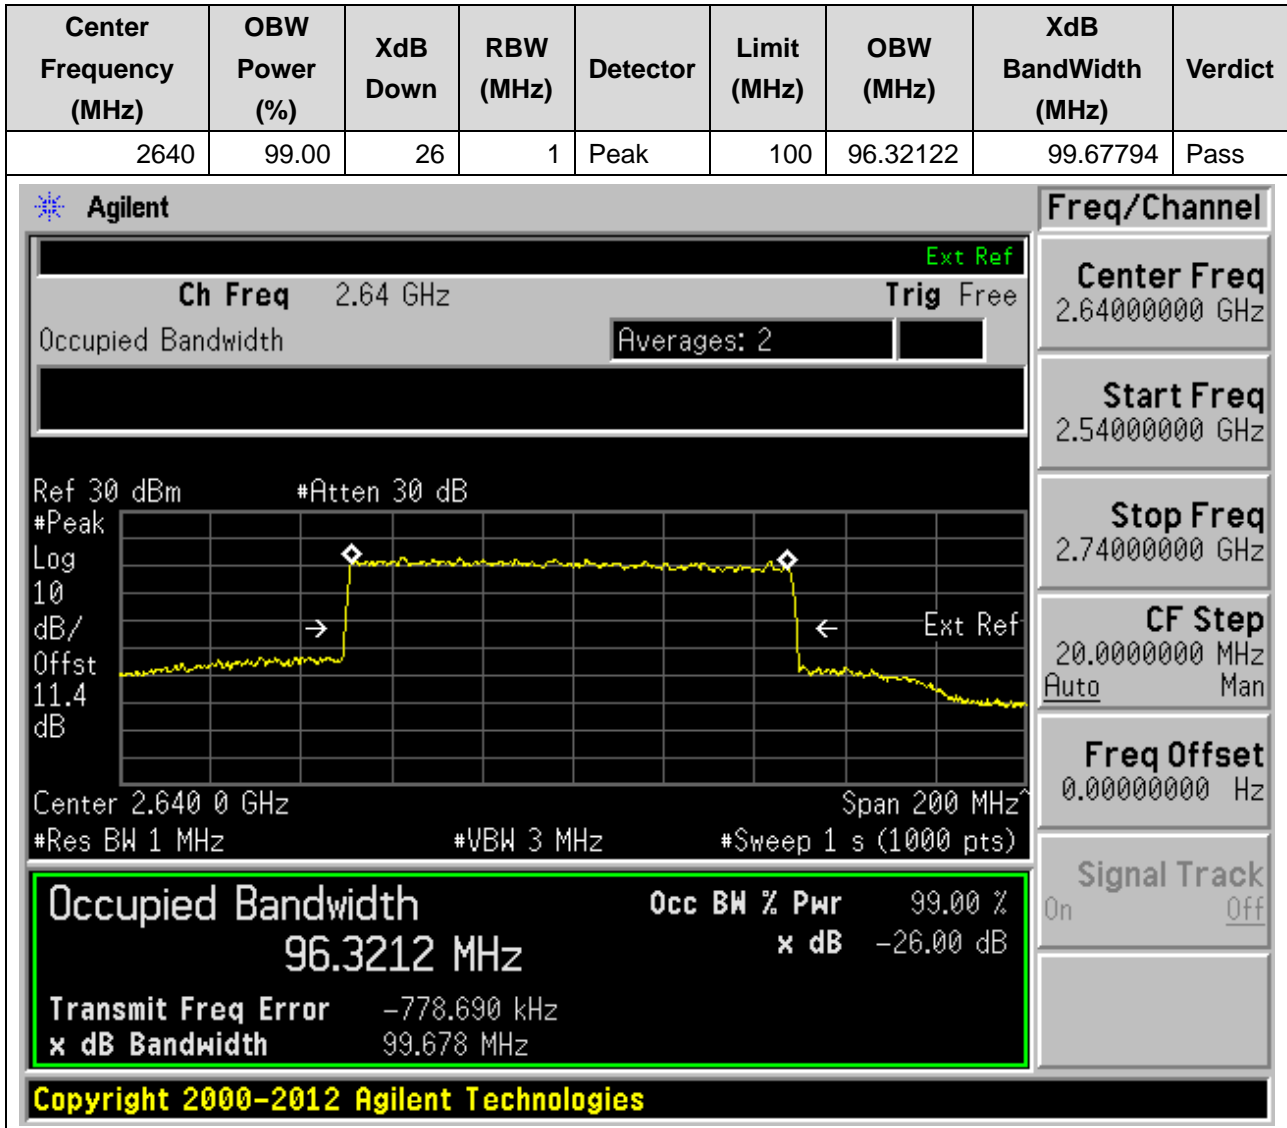 Center Frequency (MHz) OBW Power (%) XdB Down RBW (MHz) Detector Limit (MHz) OBW (MHz) XdB BandWidth (MHz) Verdict
2640 99.00 26 1 Peak 100 96.32122 99.67794 Pass
Agilent
Freq/Channel
Ext Ref
Ch Freq 2.64 GHz Trig Free
Occupied Bandwidth Averages: 2
Center Freq
2.64000000 GHz
Start Freq
2.54000000 GHz
Stop Freq
2.74000000 GHz
CF Step
20.0000000 MHz
Auto Man
Freq Offset
0.00000000 Hz
Signal Track
On Off
Ref 30 dBm #Atten 30 dB
#Peak
Log
10
dB/
Offst
11.4
dB
Ext Ref
Center 2.640 0 GHz Span 200 MHz^
#Res BW 1 MHz #VBW 3 MHz #Sweep 1 s (1000 pts)
Occupied Bandwidth Occ BW % Pwr 99.00 %
96.3212 MHz x dB -26.00 dB
Transmit Freq Error -778.690 kHz
x dB Bandwidth 99.678 MHz
Copyright 2000-2012 Agilent Technologies